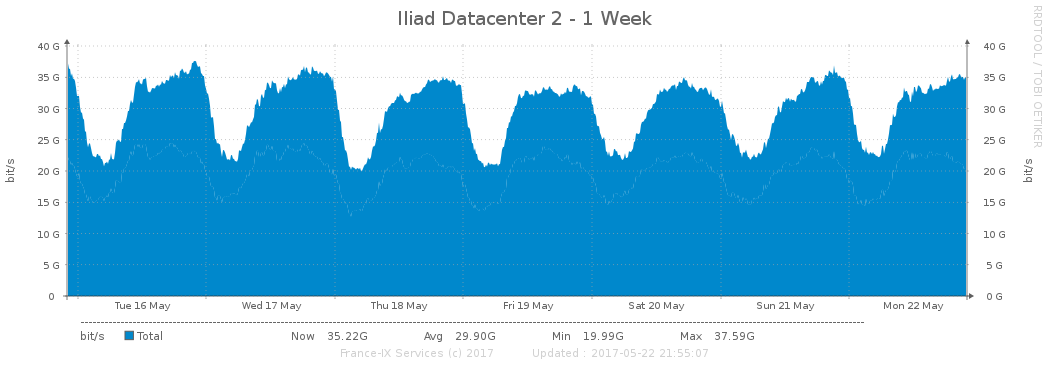 Iliad Datacenter 2 - 1 Week
RRDTOOL / TOBI OETIKER
bit/s
40 G
35 G
30 G
25 G
20 G
15 G
10 G
5 G
0
40 G
35 G
30 G
25 G
20 G
15 G
10 G
5 G
0 G
bit/s
Tue 16 May Wed 17 May Thu 18 May Fri 19 May Sat 20 May Sun 21 May Mon 22 May
bit/s Total Now 35.22G Avg 29.90G Min 19.99G Max 37.59G
France-IX Services (c) 2017 Updated : 2017-05-22 21:55:07